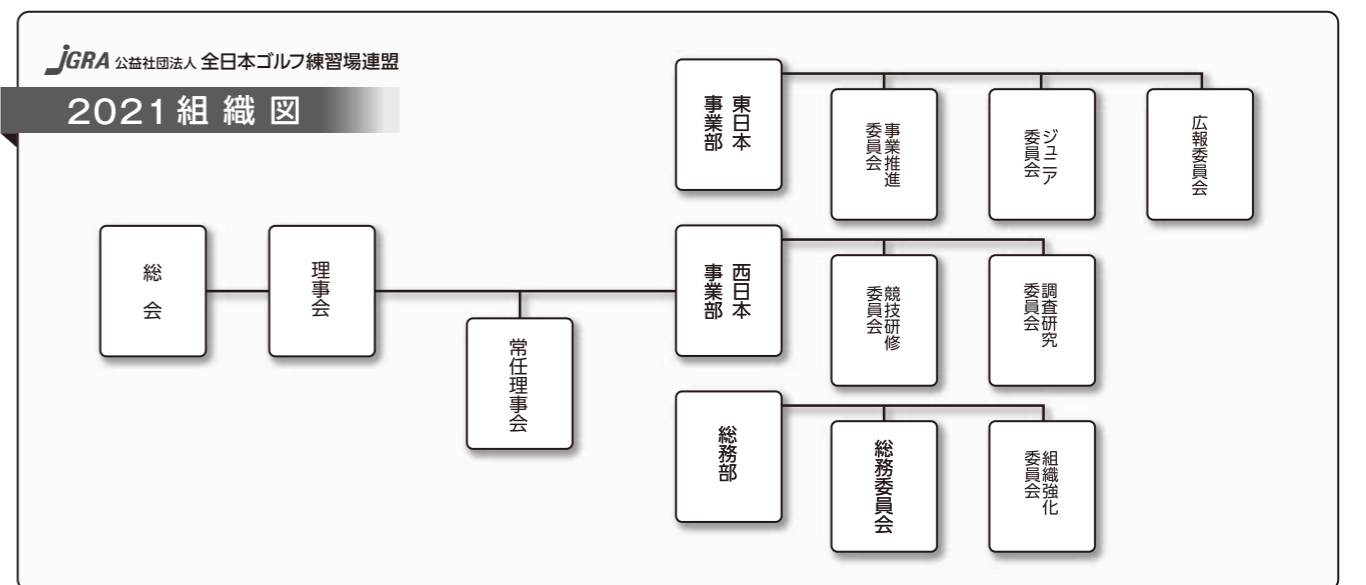 JGRA 公益社団法人 全日本ゴルフ練習場連盟
2021組織図
総会
理事会
常任理事会
東日本
事業部
事業推進
委員会
ジュニア
委員会
広報委員会
西日本
事業部
競技研修
委員会
調査研究
委員会
総務部
総務委員会
組織強化
委員会